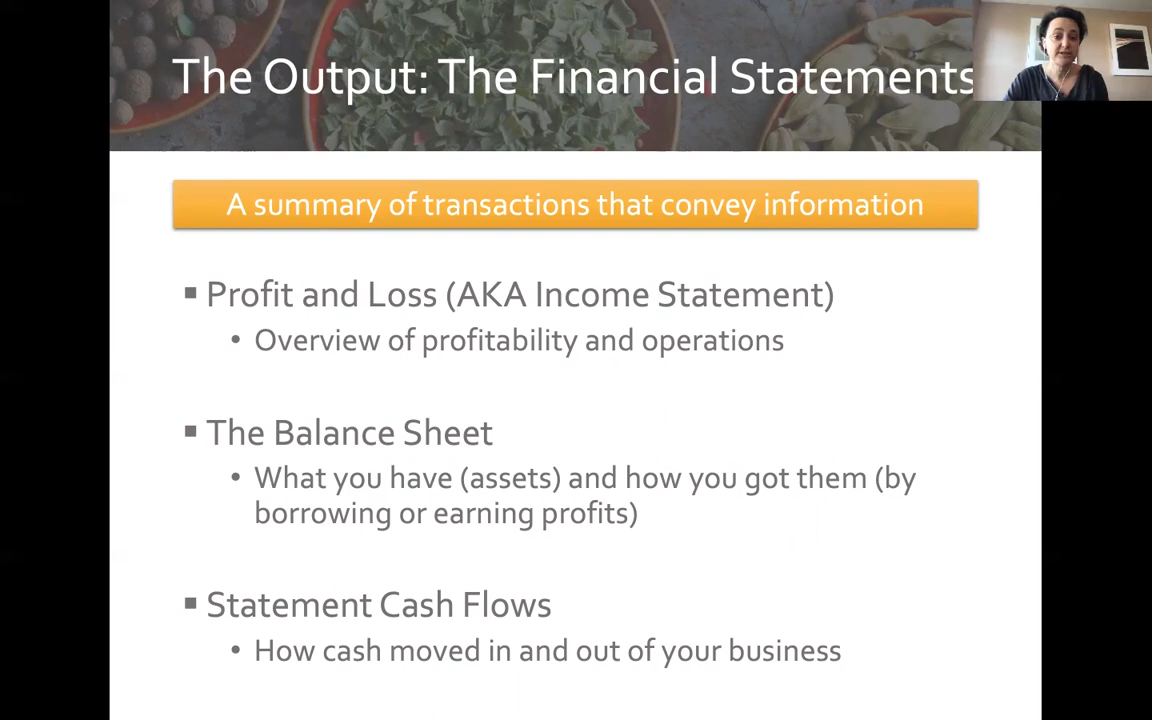 The Output: The Financial Statements
A summary of transactions that convey information
▪ Profit and Loss (AKA Income Statement)
• Overview of profitability and operations
▪ The Balance Sheet
• What you have (assets) and how you got them (by
borrowing or earning profits)
▪ Statement Cash Flows
• How cash moved in and out of your business